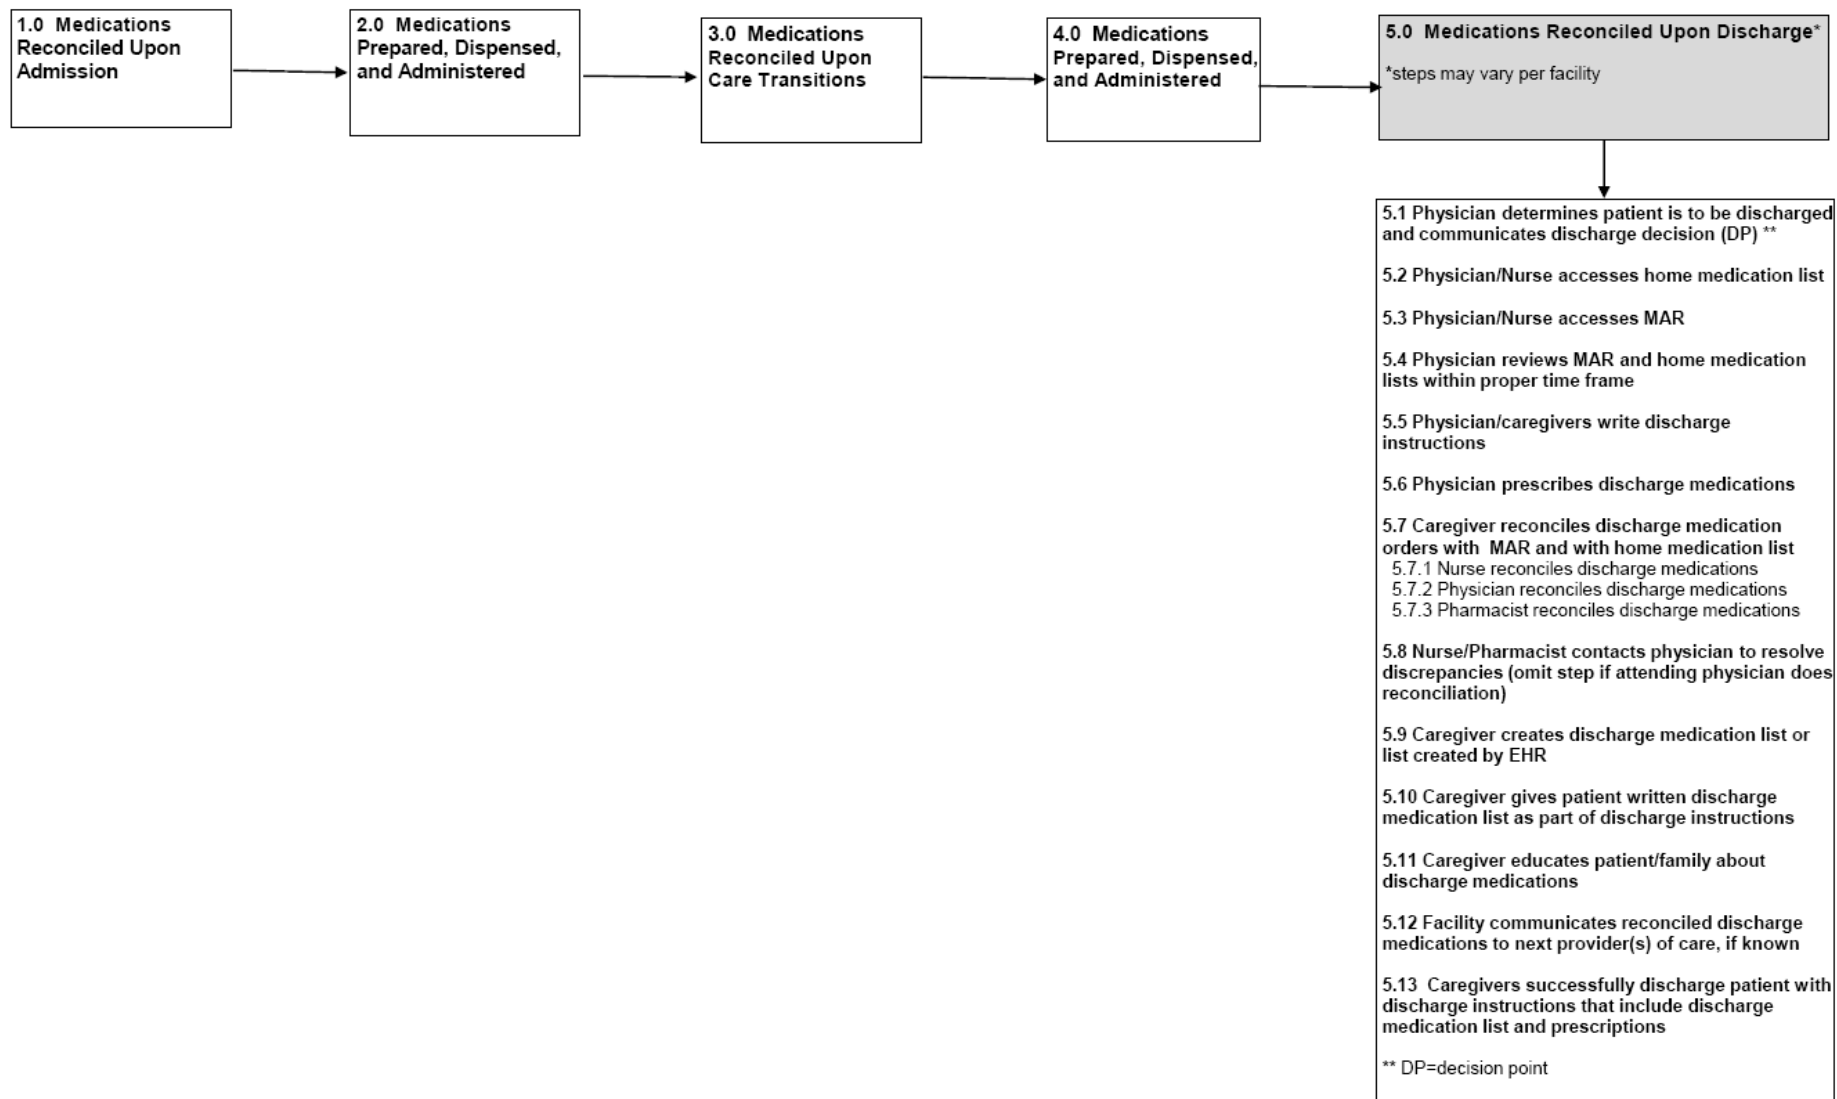 1.0  Medications
Reconciled Upon
Admission
2.0  Medications
Prepared, Dispensed,
and Administered
3.0  Medications
Reconciled Upon
Care Transitions
4.0  Medications
Prepared, Dispensed,
and Administered
5.0  Medications Reconciled Upon Discharge*
*steps may vary per facility
5.1 Physician determines patient is to be discharged
and communicates discharge decision (DP) **
5.2 Physician/Nurse accesses home medication list
5.3 Physician/Nurse accesses MAR
5.4 Physician reviews MAR and home medication
lists within proper time frame
5.5 Physician/caregivers write discharge
instructions
5.6 Physician prescribes discharge medications
5.7 Caregiver reconciles discharge medication
orders with  MAR and with home medication list
5.7.1 Nurse reconciles discharge medications
5.7.2 Physician reconciles discharge medications
5.7.3 Pharmacist reconciles discharge medications
5.8 Nurse/Pharmacist contacts physician to resolve
discrepancies (omit step if attending physician does
reconciliation)
5.9 Caregiver creates discharge medication list or
list created by EHR
5.10 Caregiver gives patient written discharge
medication list as part of discharge instructions
5.11 Caregiver educates patient/family about
discharge medications
5.12 Facility communicates reconciled discharge
medications to next provider(s) of care, if known
5.13  Caregivers successfully discharge patient with
discharge instructions that include discharge
medication list and prescriptions
** DP=decision point